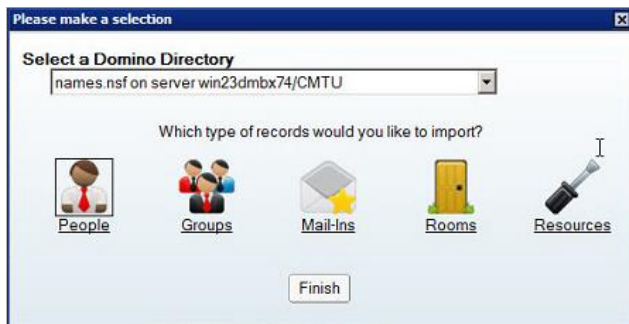 Please make a selection
Select a Domino Directory
names.nsf on server win23dmbx74/CMTU
Which type of records would you like to import?
People Groups Mail-Ins Rooms Resources
Finish